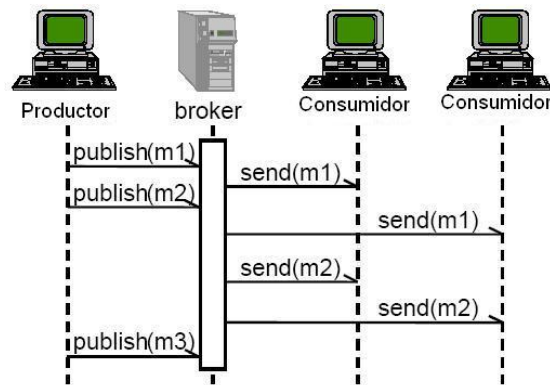 Productor
broker
Consumidor
Consumidor
publish(m1)
send(m1)
publish(m2)
send(m1)
send(m2)
send(m2)
publish(m3)